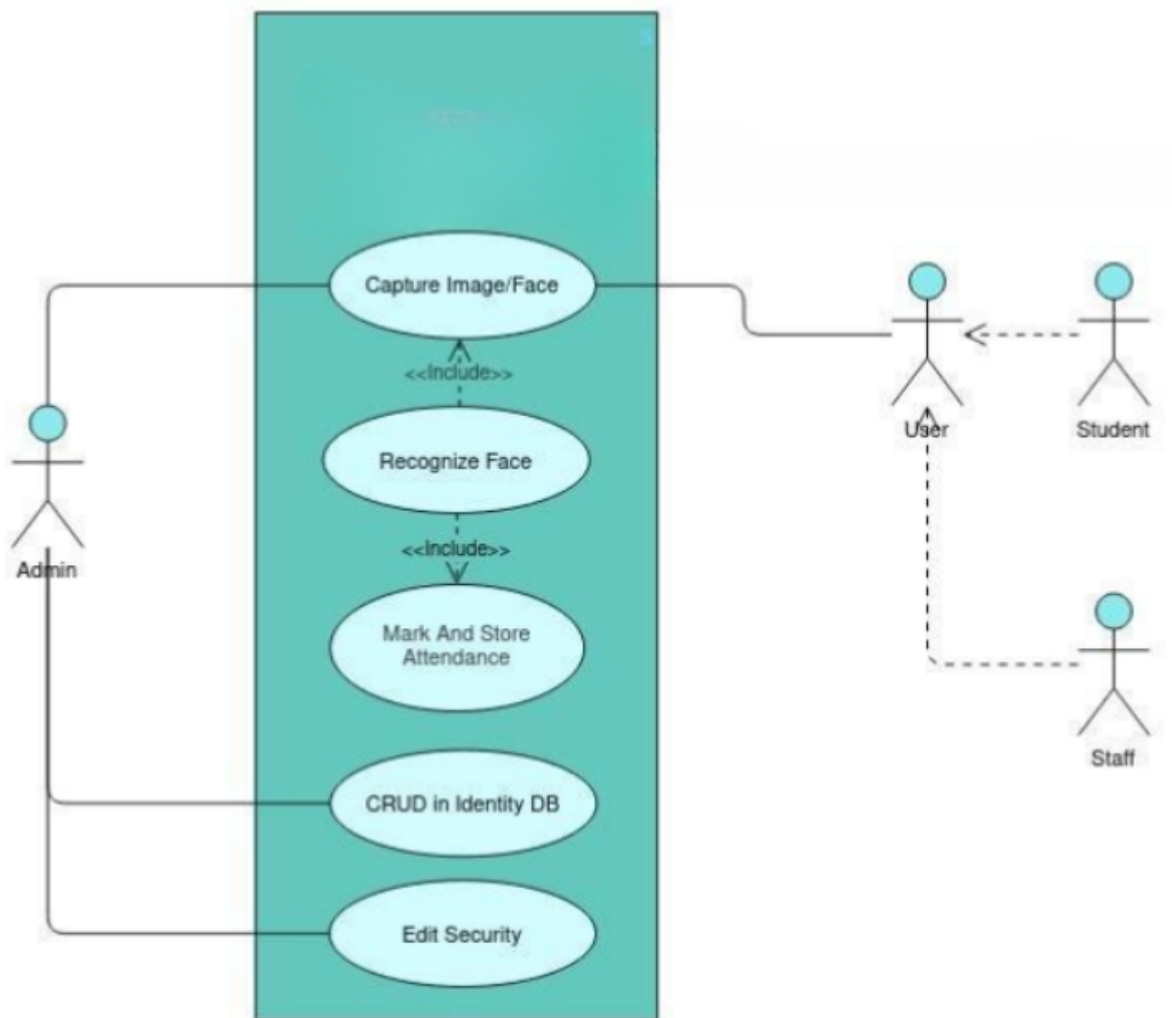 Capture Image/Face
<<Include>>
Recognize Face
<<Include>>
Mark And Store
Attendance
CRUD in Identity DB
Edit Security
Admin
User
Student
Staff